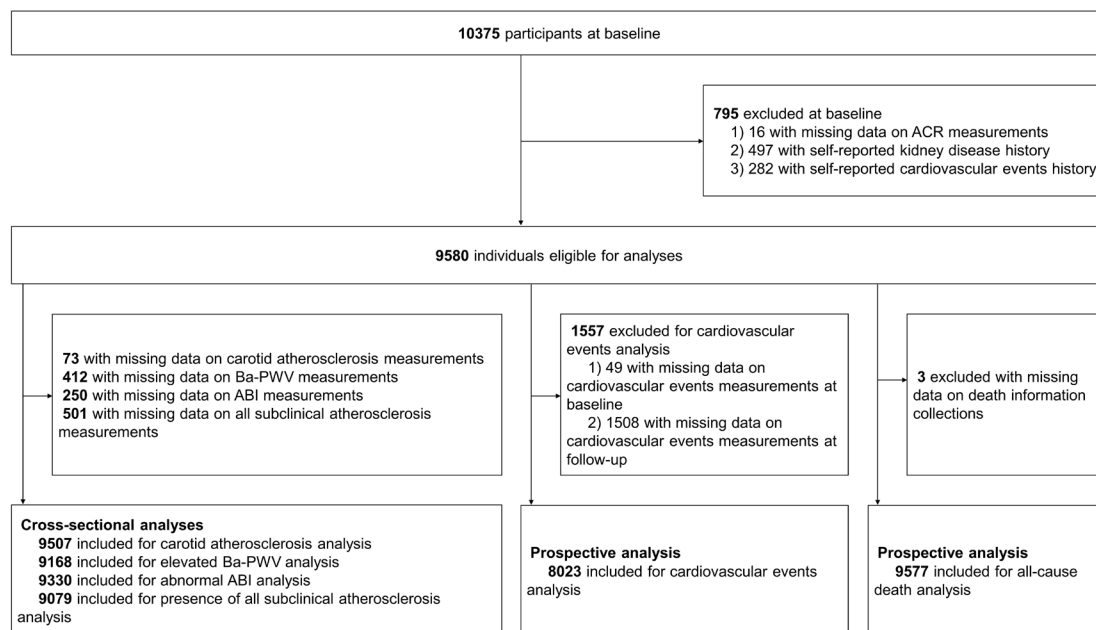 10375 participants at baseline
795 excluded at baseline
1) 16 with missing data on ACR measurements
2) 497 with self-reported kidney disease history
3) 282 with self-reported cardiovascular events history
9580 individuals eligible for analyses
73 with missing data on carotid atherosclerosis measurements
412 with missing data on Ba-PWV measurements
250 with missing data on ABI measurements
501 with missing data on all subclinical atherosclerosis
measurements
1557 excluded for cardiovascular
events analysis
1) 49 with missing data on
cardiovascular events measurements at
baseline
2) 1508 with missing data on
cardiovascular events measurements at
follow-up
3 excluded with missing
data on death information
collections
Cross-sectional analyses
9507 included for carotid atherosclerosis analysis
9168 included for elevated Ba-PWV analysis
9330 included for abnormal ABI analysis
9079 included for presence of all subclinical atherosclerosis
analysis
Prospective analysis
8023 included for cardiovascular events
analysis
Prospective analysis
9577 included for all-cause
death analysis